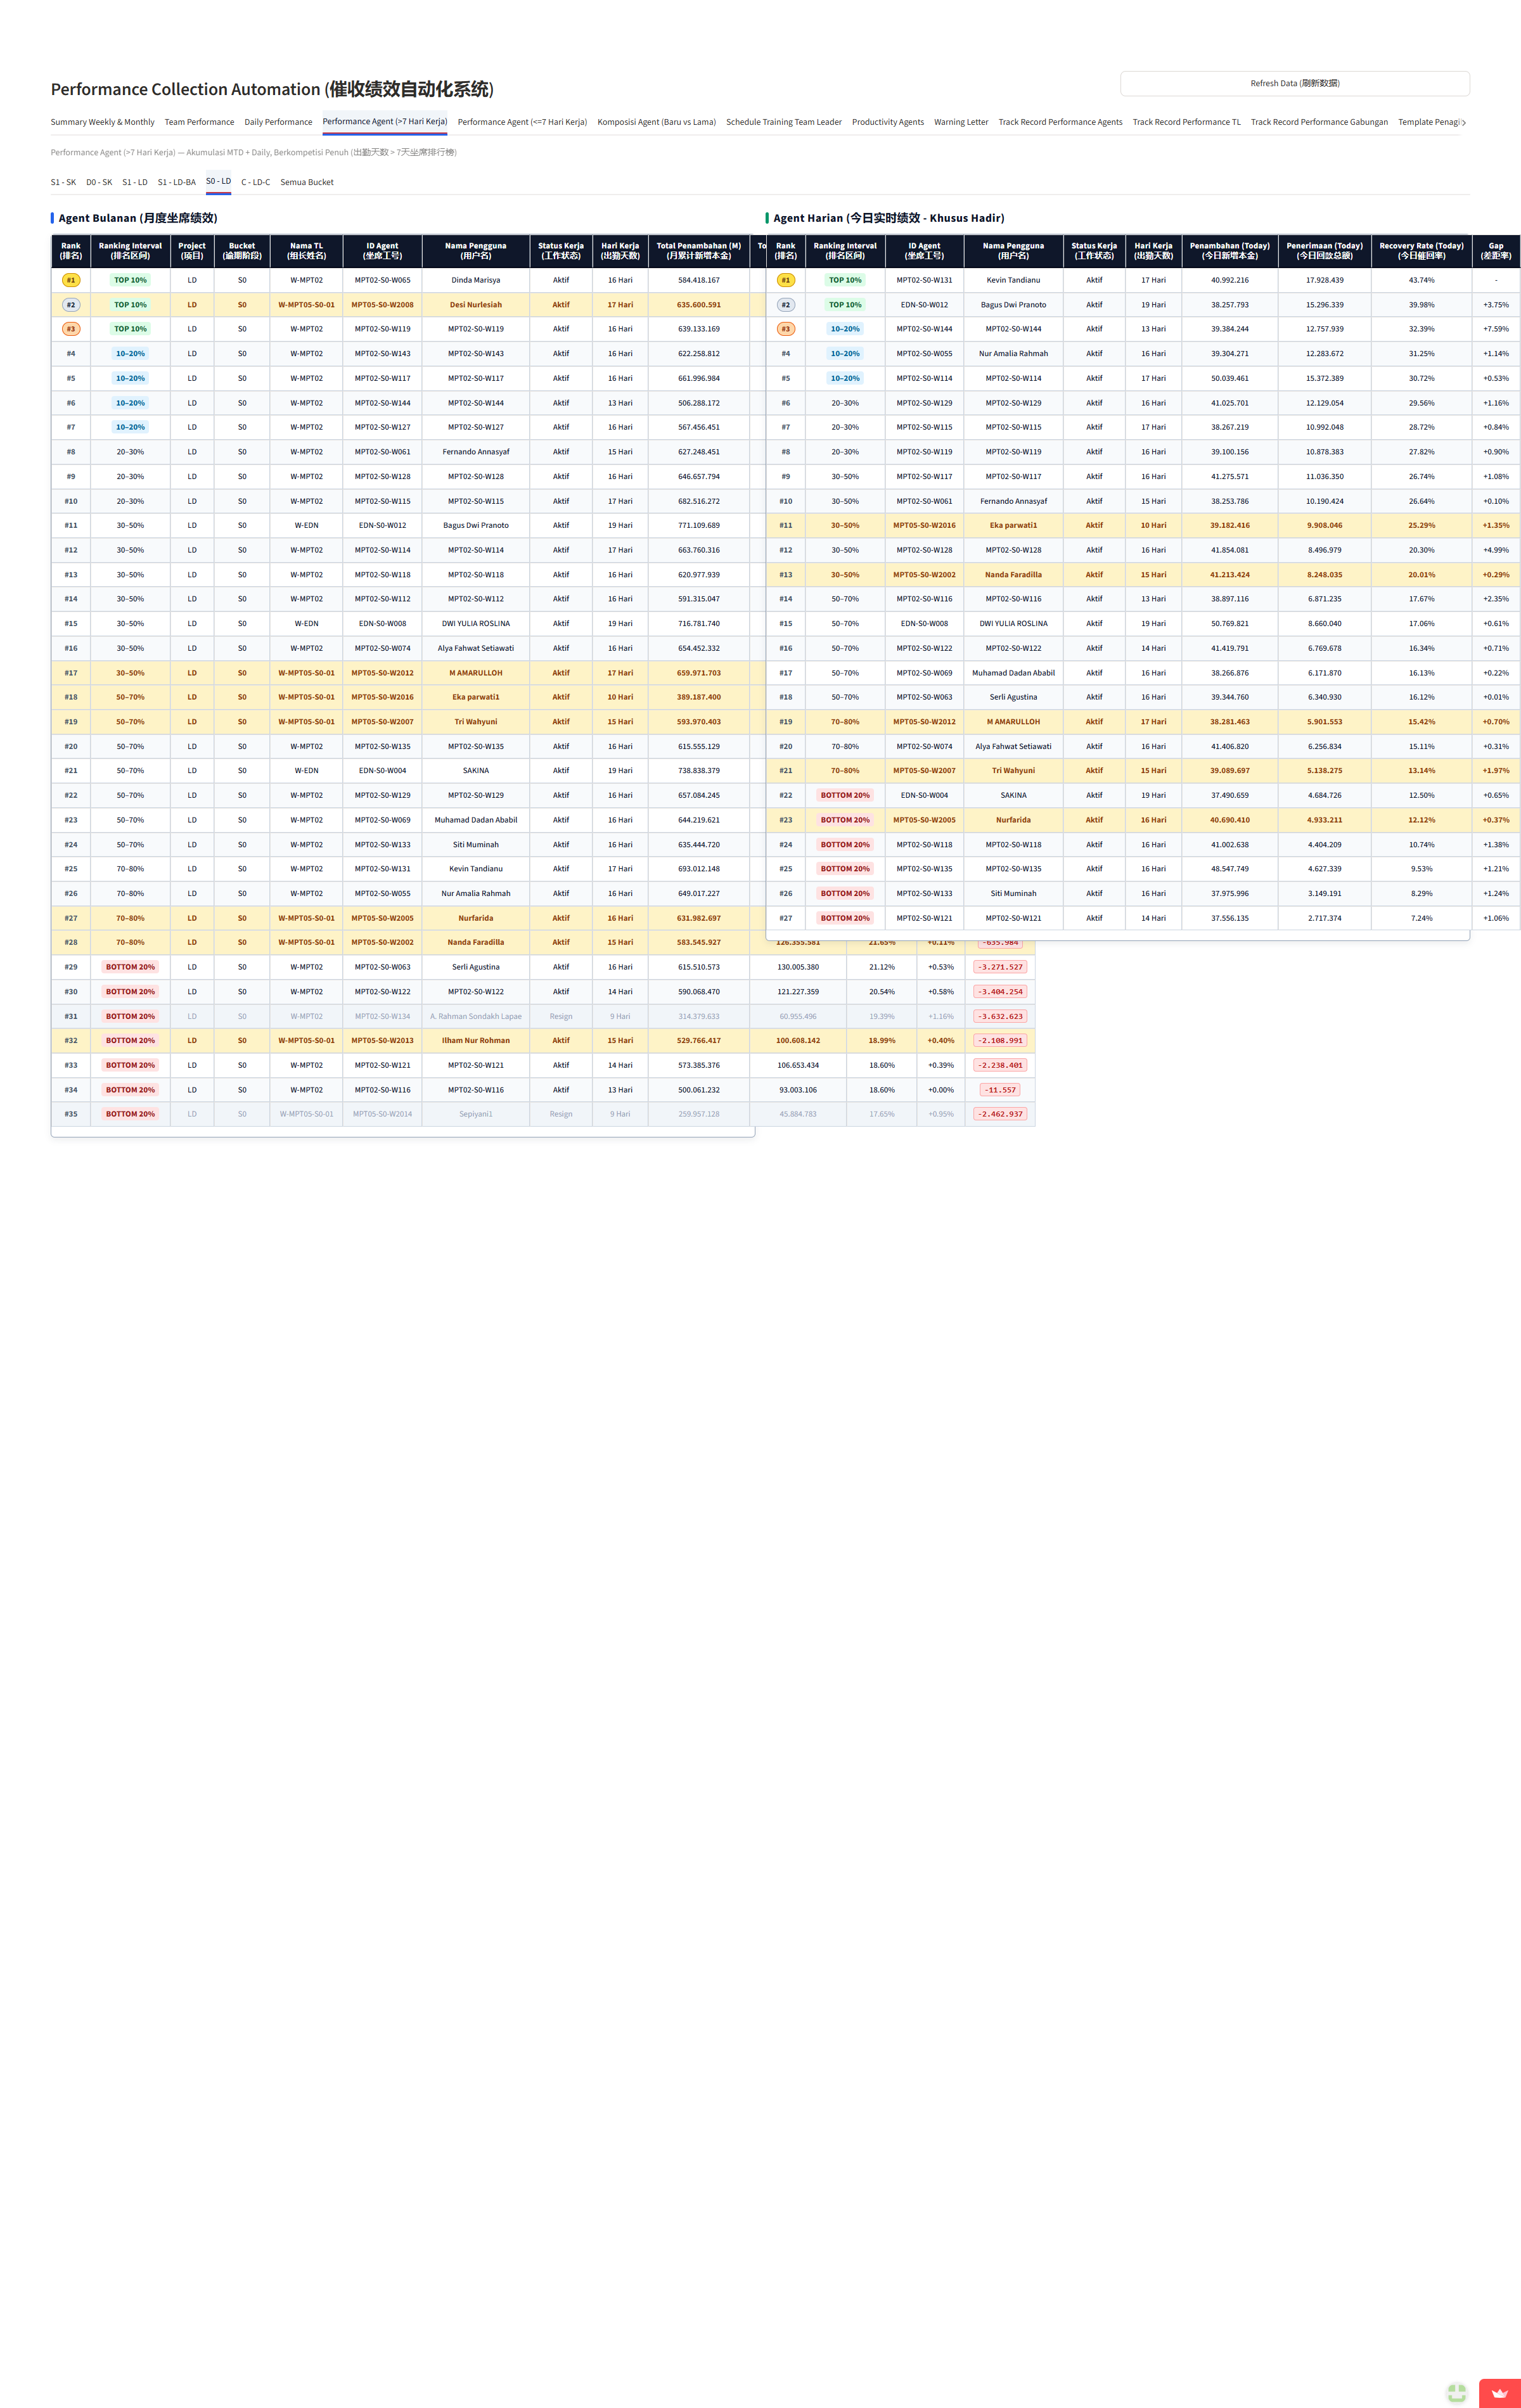 Performance Collection Automation (催收绩效自动化系统)
Refresh Data (刷新数据)
Summary Weekly & Monthly Team Performance Daily Performance Performance Agent (>7 Hari Kerja) Performance Agent (<=7 Hari Kerja) Komposisi Agent (Baru vs Lama) Schedule Training Team Leader Productivity Agents Warning Letter Track Record Performance Agents Track Record Performance TL Track Record Performance Gabungan Template Penagi
Performance Agent (>7 Hari Kerja) — Akumulasi MTD + Daily, Berkompetisi Penuh (出勤天数 > 7天坐席排行榜)
S1 - SK D0 - SK S1 - LD S1 - LD-BA S0 - LD C - LD-C Semua Bucket
Agent Bulanan (月度坐席绩效)
Rank Ranking Interval Project Bucket Nama TL ID Agent Nama Pengguna Status Kerja Hari Kerja Total Penambahan (M) To
(排名) (排名区间) (项目) (逾期阶段) (组长姓名) (坐席工号) (用户名) (工作状态) (出勤天数) (月累计新增本金)
#1 TOP 10% LD S0 W-MPT02 MPT02-S0-W065 Dinda Marisya Aktif 16 Hari 584.418.167
#2 TOP 10% LD S0 W-MPT05-S0-01 MPT05-S0-W2008 Desi Nurlesiah Aktif 17 Hari 635.600.591
#3 TOP 10% LD S0 W-MPT02 MPT02-S0-W119 MPT02-S0-W119 Aktif 16 Hari 639.133.169
#4 10–20% LD S0 W-MPT02 MPT02-S0-W143 MPT02-S0-W143 Aktif 16 Hari 622.258.812
#5 10–20% LD S0 W-MPT02 MPT02-S0-W117 MPT02-S0-W117 Aktif 16 Hari 661.996.984
#6 10–20% LD S0 W-MPT02 MPT02-S0-W144 MPT02-S0-W144 Aktif 13 Hari 506.288.172
#7 10–20% LD S0 W-MPT02 MPT02-S0-W127 MPT02-S0-W127 Aktif 16 Hari 567.456.451
#8 20–30% LD S0 W-MPT02 MPT02-S0-W061 Fernando Annasyaf Aktif 15 Hari 627.248.451
#9 20–30% LD S0 W-MPT02 MPT02-S0-W128 MPT02-S0-W128 Aktif 16 Hari 646.657.794
#10 20–30% LD S0 W-MPT02 MPT02-S0-W115 MPT02-S0-W115 Aktif 17 Hari 682.516.272
#11 30–50% LD S0 W-EDN EDN-S0-W012 Bagus Dwi Pranoto Aktif 19 Hari 771.109.689
#12 30–50% LD S0 W-MPT02 MPT02-S0-W114 MPT02-S0-W114 Aktif 17 Hari 663.760.316
#13 30–50% LD S0 W-MPT02 MPT02-S0-W118 MPT02-S0-W118 Aktif 16 Hari 620.977.939
#14 30–50% LD S0 W-MPT02 MPT02-S0-W112 MPT02-S0-W112 Aktif 16 Hari 591.315.047
#15 30–50% LD S0 W-EDN EDN-S0-W008 DWI YULIA ROSLINA Aktif 19 Hari 716.781.740
#16 30–50% LD S0 W-MPT02 MPT02-S0-W074 Alya Fahwat Setiawati Aktif 16 Hari 654.452.332
#17 30–50% LD S0 W-MPT05-S0-01 MPT05-S0-W2012 M AMARULLOH Aktif 17 Hari 659.971.703
#18 50–70% LD S0 W-MPT05-S0-01 MPT05-S0-W2016 Eka parwati1 Aktif 10 Hari 389.187.400
#19 50–70% LD S0 W-MPT05-S0-01 MPT05-S0-W2007 Tri Wahyuni Aktif 15 Hari 593.970.403
#20 50–70% LD S0 W-MPT02 MPT02-S0-W135 MPT02-S0-W135 Aktif 16 Hari 615.555.129
#21 50–70% LD S0 W-EDN EDN-S0-W004 SAKINA Aktif 19 Hari 738.838.379
#22 50–70% LD S0 W-MPT02 MPT02-S0-W129 MPT02-S0-W129 Aktif 16 Hari 657.084.245
#23 50–70% LD S0 W-MPT02 MPT02-S0-W069 Muhamad Dadan Ababil Aktif 16 Hari 644.219.621
#24 50–70% LD S0 W-MPT02 MPT02-S0-W133 Siti Muminah Aktif 16 Hari 635.444.720
#25 70–80% LD S0 W-MPT02 MPT02-S0-W131 Kevin Tandianu Aktif 17 Hari 693.012.148
#26 70–80% LD S0 W-MPT02 MPT02-S0-W055 Nur Amalia Rahmah Aktif 16 Hari 649.017.227
#27 70–80% LD S0 W-MPT05-S0-01 MPT05-S0-W2005 Nurfarida Aktif 16 Hari 631.982.697
#28 70–80% LD S0 W-MPT05-S0-01 MPT05-S0-W2002 Nanda Faradilla Aktif 15 Hari 583.545.927 126.355.581 21.65% +0.11% -635.984
#29 BOTTOM 20% LD S0 W-MPT02 MPT02-S0-W063 Serli Agustina Aktif 16 Hari 615.510.573 130.005.380 21.12% +0.53% -3.271.527
#30 BOTTOM 20% LD S0 W-MPT02 MPT02-S0-W122 MPT02-S0-W122 Aktif 14 Hari 590.068.470 121.227.359 20.54% +0.58% -3.404.254
#31 BOTTOM 20% LD S0 W-MPT02 MPT02-S0-W134 A. Rahman Sondakh Lapae Resign 9 Hari 314.379.633 60.955.496 19.39% +1.16% -3.632.623
#32 BOTTOM 20% LD S0 W-MPT05-S0-01 MPT05-S0-W2013 Ilham Nur Rohman Aktif 15 Hari 529.766.417 100.608.142 18.99% +0.40% -2.108.991
#33 BOTTOM 20% LD S0 W-MPT02 MPT02-S0-W121 MPT02-S0-W121 Aktif 14 Hari 573.385.376 106.653.434 18.60% +0.39% -2.238.401
#34 BOTTOM 20% LD S0 W-MPT02 MPT02-S0-W116 MPT02-S0-W116 Aktif 13 Hari 500.061.232 93.003.106 18.60% +0.00% -11.557
#35 BOTTOM 20% LD S0 W-MPT05-S0-01 MPT05-S0-W2014 Sepiyani1 Resign 9 Hari 259.957.128 45.884.783 17.65% +0.95% -2.462.937
Agent Harian (今日实时绩效 - Khusus Hadir)
Rank Ranking Interval ID Agent Nama Pengguna Status Kerja Hari Kerja Penambahan (Today) Penerimaan (Today) Recovery Rate (Today) Gap
(排名) (排名区间) (坐席工号) (用户名) (工作状态) (出勤天数) (今日新增本金) (今日回款总额) (今日催回率) (差距率)
#1 TOP 10% MPT02-S0-W131 Kevin Tandianu Aktif 17 Hari 40.992.216 17.928.439 43.74% -
#2 TOP 10% EDN-S0-W012 Bagus Dwi Pranoto Aktif 19 Hari 38.257.793 15.296.339 39.98% +3.75%
#3 10–20% MPT02-S0-W144 MPT02-S0-W144 Aktif 13 Hari 39.384.244 12.757.939 32.39% +7.59%
#4 10–20% MPT02-S0-W055 Nur Amalia Rahmah Aktif 16 Hari 39.304.271 12.283.672 31.25% +1.14%
#5 10–20% MPT02-S0-W114 MPT02-S0-W114 Aktif 17 Hari 50.039.461 15.372.389 30.72% +0.53%
#6 20–30% MPT02-S0-W129 MPT02-S0-W129 Aktif 16 Hari 41.025.701 12.129.054 29.56% +1.16%
#7 20–30% MPT02-S0-W115 MPT02-S0-W115 Aktif 17 Hari 38.267.219 10.992.048 28.72% +0.84%
#8 20–30% MPT02-S0-W119 MPT02-S0-W119 Aktif 16 Hari 39.100.156 10.878.383 27.82% +0.90%
#9 30–50% MPT02-S0-W117 MPT02-S0-W117 Aktif 16 Hari 41.275.571 11.036.350 26.74% +1.08%
#10 30–50% MPT02-S0-W061 Fernando Annasyaf Aktif 15 Hari 38.253.786 10.190.424 26.64% +0.10%
#11 30–50% MPT05-S0-W2016 Eka parwati1 Aktif 10 Hari 39.182.416 9.908.046 25.29% +1.35%
#12 30–50% MPT02-S0-W128 MPT02-S0-W128 Aktif 16 Hari 41.854.081 8.496.979 20.30% +4.99%
#13 30–50% MPT05-S0-W2002 Nanda Faradilla Aktif 15 Hari 41.213.424 8.248.035 20.01% +0.29%
#14 50–70% MPT02-S0-W116 MPT02-S0-W116 Aktif 13 Hari 38.897.116 6.871.235 17.67% +2.35%
#15 50–70% EDN-S0-W008 DWI YULIA ROSLINA Aktif 19 Hari 50.769.821 8.660.040 17.06% +0.61%
#16 50–70% MPT02-S0-W122 MPT02-S0-W122 Aktif 14 Hari 41.419.791 6.769.678 16.34% +0.71%
#17 50–70% MPT02-S0-W069 Muhamad Dadan Ababil Aktif 16 Hari 38.266.876 6.171.870 16.13% +0.22%
#18 50–70% MPT02-S0-W063 Serli Agustina Aktif 16 Hari 39.344.760 6.340.930 16.12% +0.01%
#19 70–80% MPT05-S0-W2012 M AMARULLOH Aktif 17 Hari 38.281.463 5.901.553 15.42% +0.70%
#20 70–80% MPT02-S0-W074 Alya Fahwat Setiawati Aktif 16 Hari 41.406.820 6.256.834 15.11% +0.31%
#21 70–80% MPT05-S0-W2007 Tri Wahyuni Aktif 15 Hari 39.089.697 5.138.275 13.14% +1.97%
#22 BOTTOM 20% EDN-S0-W004 SAKINA Aktif 19 Hari 37.490.659 4.684.726 12.50% +0.65%
#23 BOTTOM 20% MPT05-S0-W2005 Nurfarida Aktif 16 Hari 40.690.410 4.933.211 12.12% +0.37%
#24 BOTTOM 20% MPT02-S0-W118 MPT02-S0-W118 Aktif 16 Hari 41.002.638 4.404.209 10.74% +1.38%
#25 BOTTOM 20% MPT02-S0-W135 MPT02-S0-W135 Aktif 16 Hari 48.547.749 4.627.339 9.53% +1.21%
#26 BOTTOM 20% MPT02-S0-W133 Siti Muminah Aktif 16 Hari 37.975.996 3.149.191 8.29% +1.24%
#27 BOTTOM 20% MPT02-S0-W121 MPT02-S0-W121 Aktif 14 Hari 37.556.135 2.717.374 7.24% +1.06%